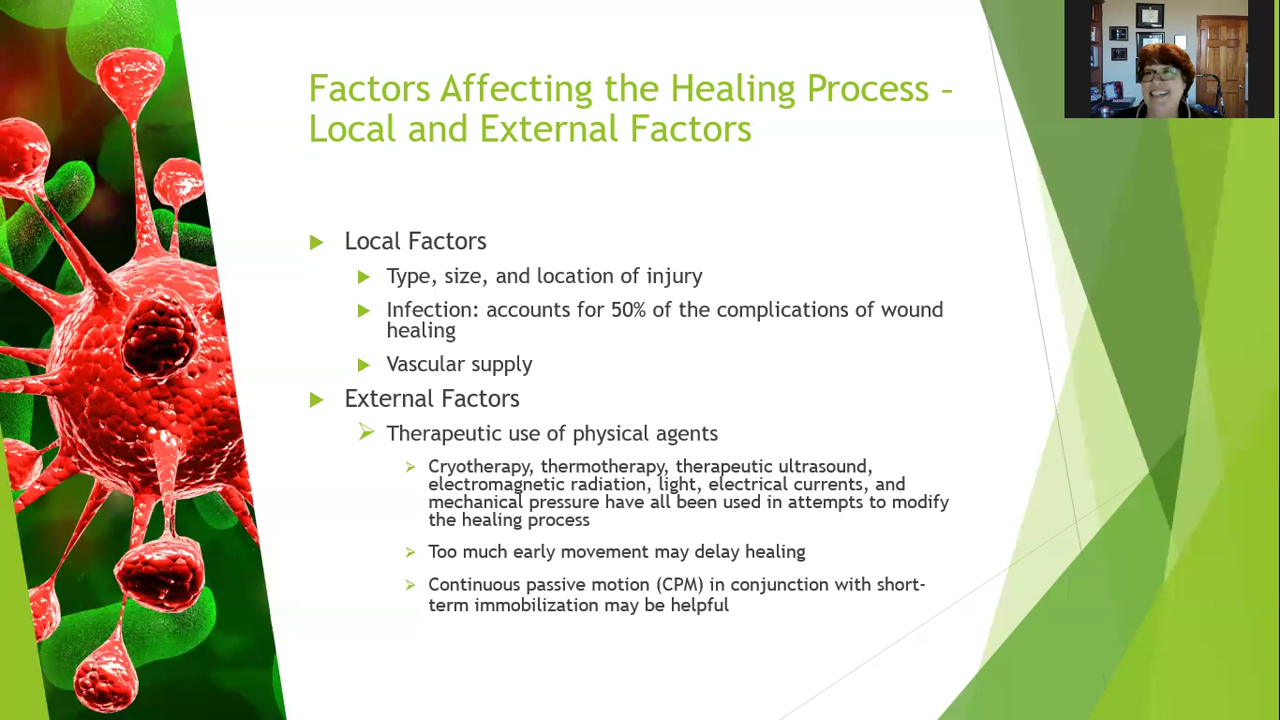 Factors Affecting the Healing Process –
Local and External Factors
Local Factors
Type, size, and location of injury
Infection: accounts for 50% of the complications of wound
healing
Vascular supply
External Factors
Therapeutic use of physical agents
Cryotherapy, thermotherapy, therapeutic ultrasound,
electromagnetic radiation, light, electrical currents, and
mechanical pressure have all been used in attempts to modify
the healing process
Too much early movement may delay healing
Continuous passive motion (CPM) in conjunction with short-
term immobilization may be helpful